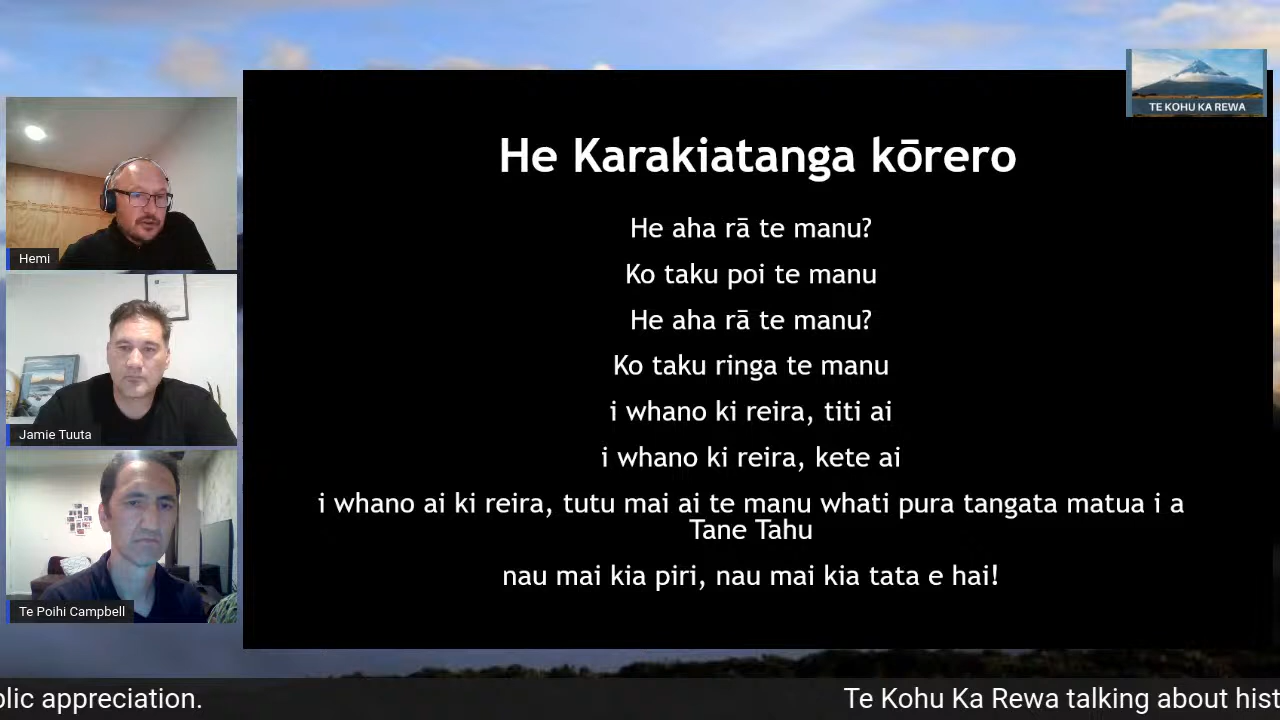 TE KOHU KA REWA
He Karakiatanga kōrero
He aha rā te manu?
Ko taku poi te manu
He aha rā te manu?
Ko taku ringa te manu
i whano ki reira, titi ai
i whano ki reira, kete ai
i whano ai ki reira, tutu mai ai te manu whati pura tangata matua i a
Tane Tahu
nau mai kia piri, nau mai kia tata e hai!
Hemi
Jamie Tuuta
Te Poihi Campbell
appreciation.
Te Kohu Ka Rewa talking about